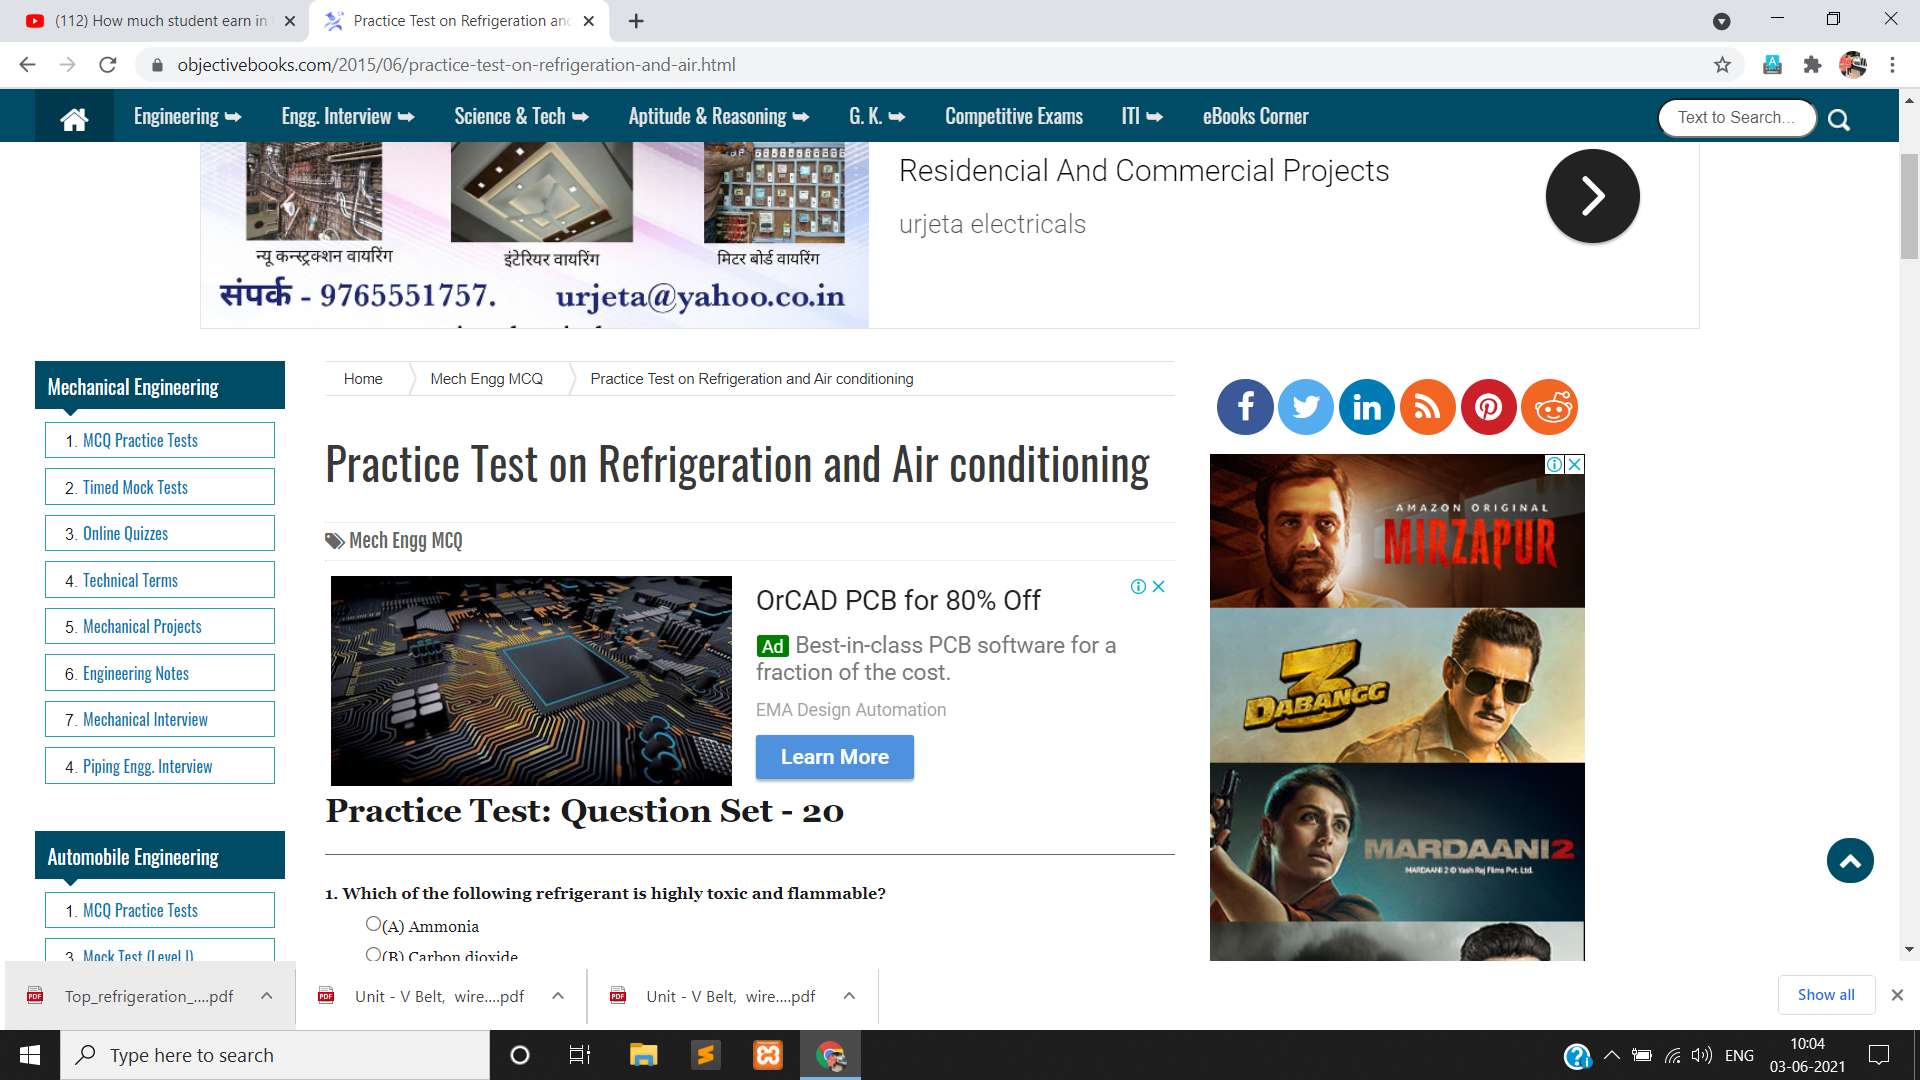 (112) How much student earn in
Practice Test on Refrigeration an
objectivebooks.com/2015/06/practice-test-on-refrigeration-and-air.html
Engineering
Engg. Interview
Science & Tech
Aptitude & Reasoning
G. K.
Competitive Exams
ITI
eBooks Corner
Text to Search...
न्यू कन्स्ट्रक्शन वायरिंग
इंटेरियर वायरिंग
मिटर बोर्ड वायरिंग
संपर्क - 9765551757.
urjeta@yahoo.co.in
Residencial And Commercial Projects
urjeta electricals
Mechanical Engineering
1. MCQ Practice Tests
2. Timed Mock Tests
3. Online Quizzes
4. Technical Terms
5. Mechanical Projects
6. Engineering Notes
7. Mechanical Interview
4. Piping Engg. Interview
Automobile Engineering
1. MCQ Practice Tests
3. Mock Test (Level I)
Home
Mech Engg MCQ
Practice Test on Refrigeration and Air conditioning
Practice Test on Refrigeration and Air conditioning
Mech Engg MCQ
OrCAD PCB for 80% Off
Ad Best-in-class PCB software for a
fraction of the cost.
EMA Design Automation
Learn More
Practice Test: Question Set - 20
1. Which of the following refrigerant is highly toxic and flammable?
(A) Ammonia
(B) Carbon dioxide
AMAZON ORIGINAL
MIRZAPUR
DABANGG 3
MARDAANI 2
MARDAANI 2 © Yash Raj Films Pvt. Ltd.
Top_refrigeration_....pdf
Unit - V Belt, wire....pdf
Unit - V Belt, wire....pdf
Show all
Type here to search
ENG
10:04
03-06-2021